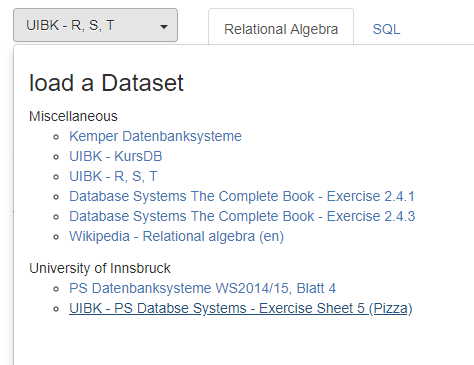 UIBK - R, S, T
Relational Algebra
SQL
load a Dataset
Miscellaneous
Kemper Datenbanksysteme
UIBK - KursDB
UIBK - R, S, T
Database Systems The Complete Book - Exercise 2.4.1
Database Systems The Complete Book - Exercise 2.4.3
Wikipedia - Relational algebra (en)
University of Innsbruck
PS Datenbanksysteme WS2014/15, Blatt 4
UIBK - PS Databse Systems - Exercise Sheet 5 (Pizza)